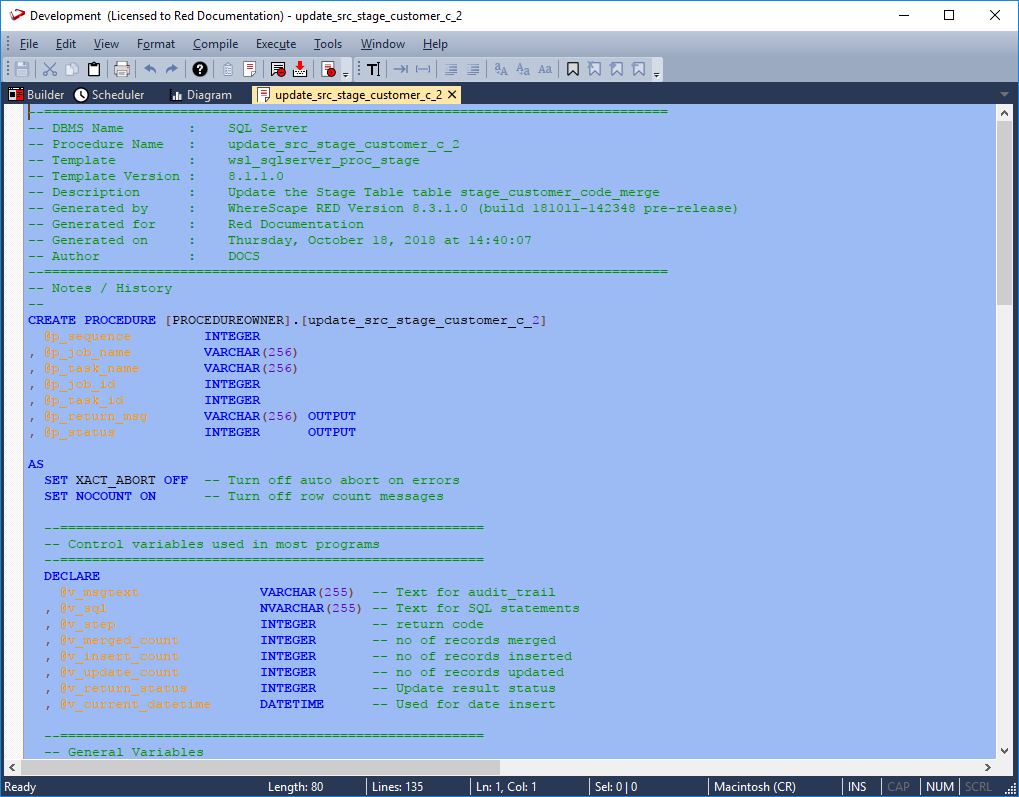 Development  (Licensed to Red Documentation) - update_src_stage_customer_c_2
File Edit View Format Compile Execute Tools Window Help
Builder Scheduler Diagram update_src_stage_customer_c_2
--==============================================================================
-- DBMS Name        :    SQL Server
-- Procedure Name   :    update_src_stage_customer_c_2
-- Template         :    wsl_sqlserver_proc_stage
-- Template Version :    8.1.1.0
-- Description      :    Update the Stage Table table stage_customer_code_merge
-- Generated by     :    WhereScape RED Version 8.3.1.0 (build 181011-142348 pre-release)
-- Generated for    :    Red Documentation
-- Generated on     :    Thursday, October 18, 2018 at 14:40:07
-- Author           :    DOCS
--==============================================================================
-- Notes / History
--
CREATE PROCEDURE [PROCEDUREOWNER].[update_src_stage_customer_c_2]
  @p_sequence         INTEGER
, @p_job_name         VARCHAR(256)
, @p_task_name        VARCHAR(256)
, @p_job_id           INTEGER
, @p_task_id          INTEGER
, @p_return_msg       VARCHAR(256) OUTPUT
, @p_status           INTEGER      OUTPUT
AS
  SET XACT_ABORT OFF  -- Turn off auto abort on errors
  SET NOCOUNT ON      -- Turn off row count messages
  --=====================================================
  -- Control variables used in most programs
  --=====================================================
  DECLARE
    @v_msgtext               VARCHAR(255)  -- Text for audit_trail
  , @v_sql                   NVARCHAR(255) -- Text for SQL statements
  , @v_step                  INTEGER       -- return code
  , @v_merged_count          INTEGER       -- no of records merged
  , @v_insert_count          INTEGER       -- no of records inserted
  , @v_update_count          INTEGER       -- no of records updated
  , @v_return_status         INTEGER       -- Update result status
  , @v_current_datetime      DATETIME      -- Used for date insert
  --=====================================================
  -- General Variables
Ready Length: 80 Lines: 135 Ln: 1, Col: 1 Sel: 0 | 0 Macintosh (CR) INS CAP NUM SCRL